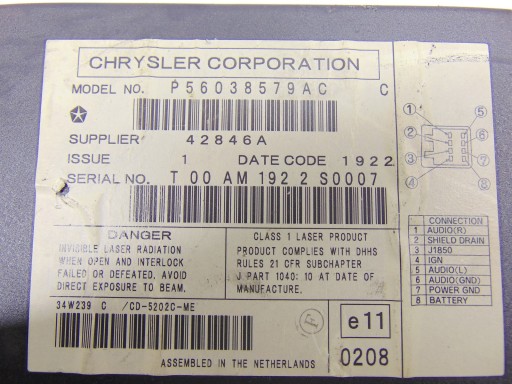 CHRYSLER CORPORATION
MODEL NO. P56038579AC C
SUPPLIER 42846A
ISSUE 1 DATE CODE 1922
SERIAL NO. T 00 AM 192 2 S0007
① ⑤
② ⑥
③ ⑦
④ ⑧
DANGER
INVISIBLE LASER RADIATION
WHEN OPEN AND INTERLOCK
FAILED OR DEFEATED. AVOID
DIRECT EXPOSURE TO BEAM.
CLASS 1 LASER PRODUCT
PRODUCT COMPLIES WITH DHHS
RULES 21 CFR SUBCHAPTER
J PART 1040: 10 AT DATE OF
MANUFACTURE.
CONNECTION
1 AUDIO(R)
2 SHIELD DRAIN
3 J1850
4 IGN
5 AUDIO(L)
6 AUDIO(GND)
7 POWER GND
8 BATTERY
34W239 C /CD-5202C-ME
F
e11
0208
ASSEMBLED IN THE NETHERLANDS